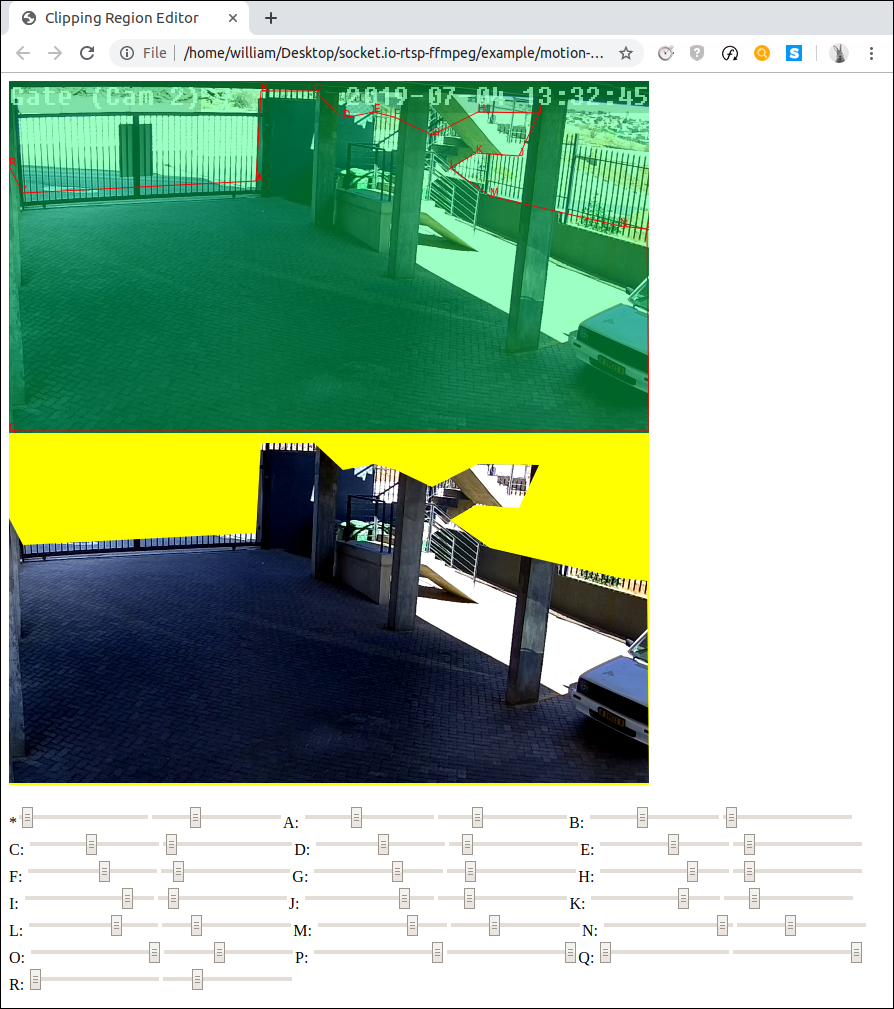 Clipping Region Editor
File /home/william/Desktop/socket.io-rtsp-ffmpeg/example/motion-...
Gate (Cam 2) 2019-07-04 13:32:45
E
K
M
* A: B:
C: D: E:
F: G: H:
I: J: K:
L: M: N:
O: P: Q:
R: